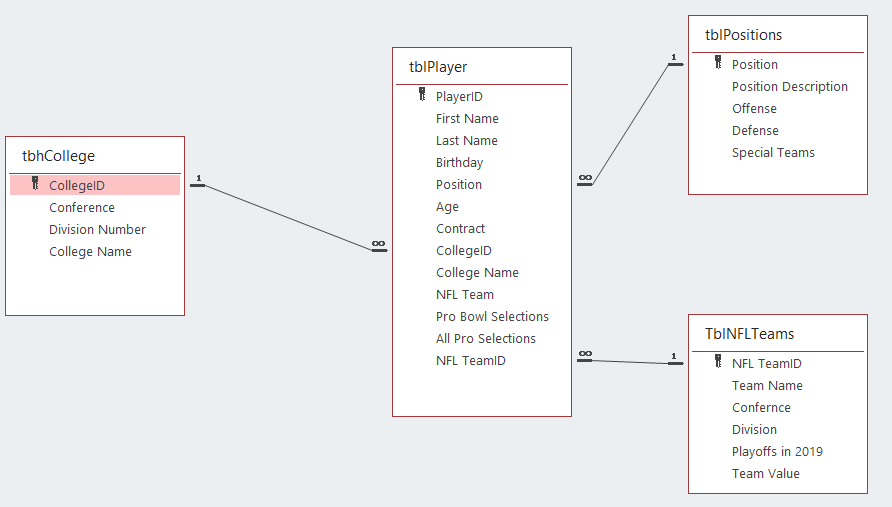 tbhCollege
CollegeID
Conference
Division Number
College Name
1
∞
tblPlayer
PlayerID
First Name
Last Name
Birthday
Position
Age
Contract
CollegeID
College Name
NFL Team
Pro Bowl Selections
All Pro Selections
NFL TeamID
∞
1
∞
1
tblPositions
Position
Position Description
Offense
Defense
Special Teams
TblNFLTeams
NFL TeamID
Team Name
Confernce
Division
Playoffs in 2019
Team Value